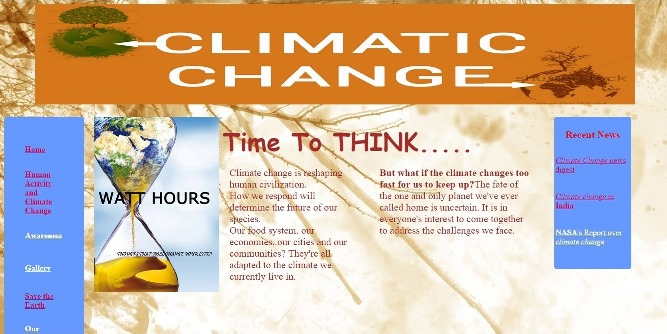 CLIMATIC
CHANGE
Home
Human
Activity
and
Climate
Change
Awareness
Gallery
Save the
Earth
Our
WATT HOURS
Time To THINK.....
Climate change is reshaping
human civilization.
How we respond will
determine the future of our
species.
Our food system, our
economies, our cities and our
communities? They're all
adapted to the climate we
currently live in.
But what if the climate changes too
fast for us to keep up?The fate of
the one and only planet we've ever
called home is uncertain. It is in
everyone's interest to come together
to address the challenges we face.
Recent News
Climate Change news
digest
Climate change in
India
NASA's Report over
climate change